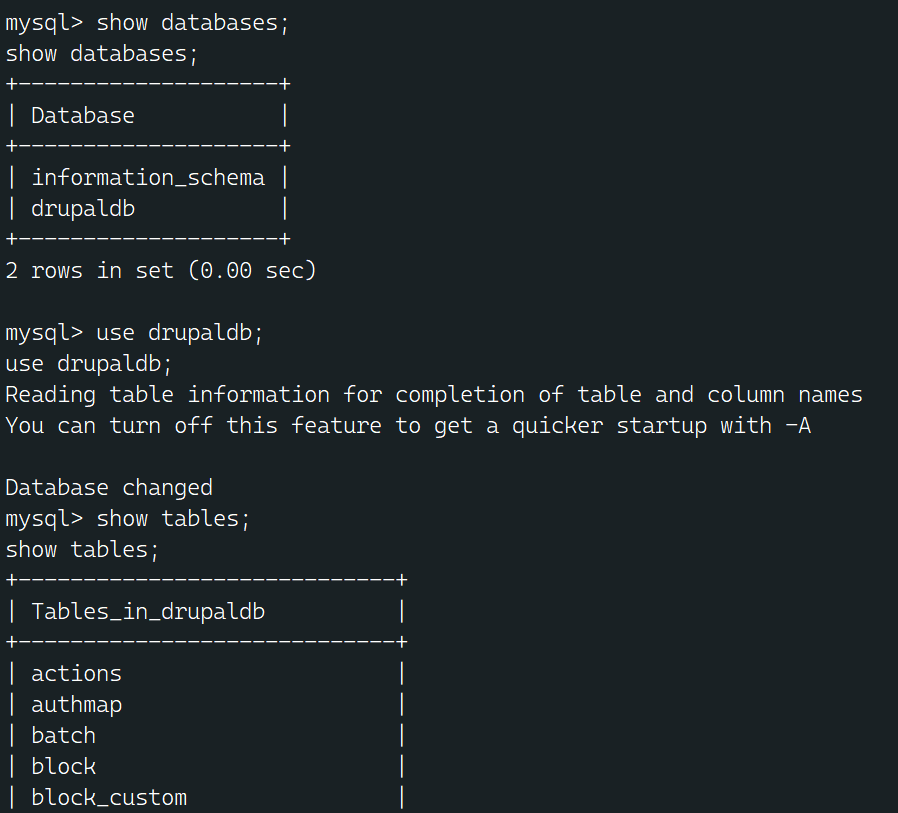 mysql> show databases;
show databases;
+--------------------+
| Database           |
+--------------------+
| information_schema |
| drupaldb           |
+--------------------+
2 rows in set (0.00 sec)

mysql> use drupaldb;
use drupaldb;
Reading table information for completion of table and column names
You can turn off this feature to get a quicker startup with -A

Database changed
mysql> show tables;
show tables;
+-----------------------------+
| Tables_in_drupaldb          |
+-----------------------------+
| actions                     |
| authmap                     |
| batch                       |
| block                       |
| block_custom                |